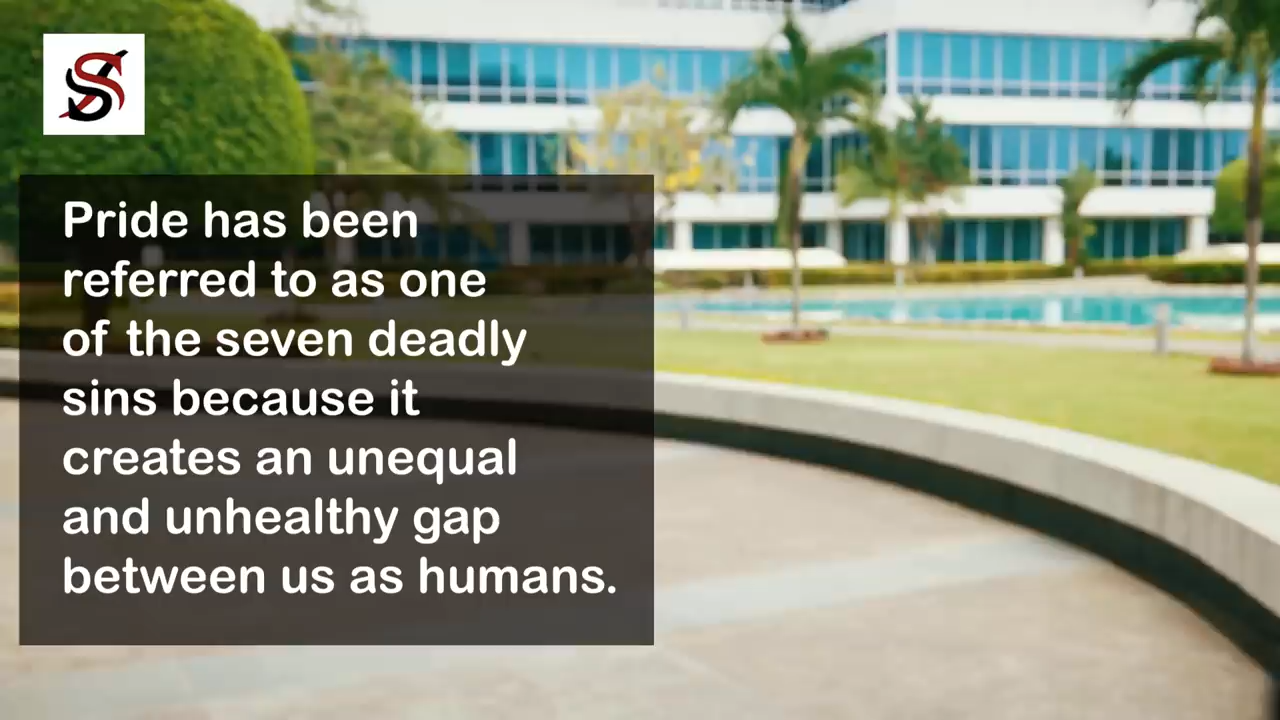 Pride has been
referred to as one
of the seven deadly
sins because it
creates an unequal
and unhealthy gap
between us as humans.